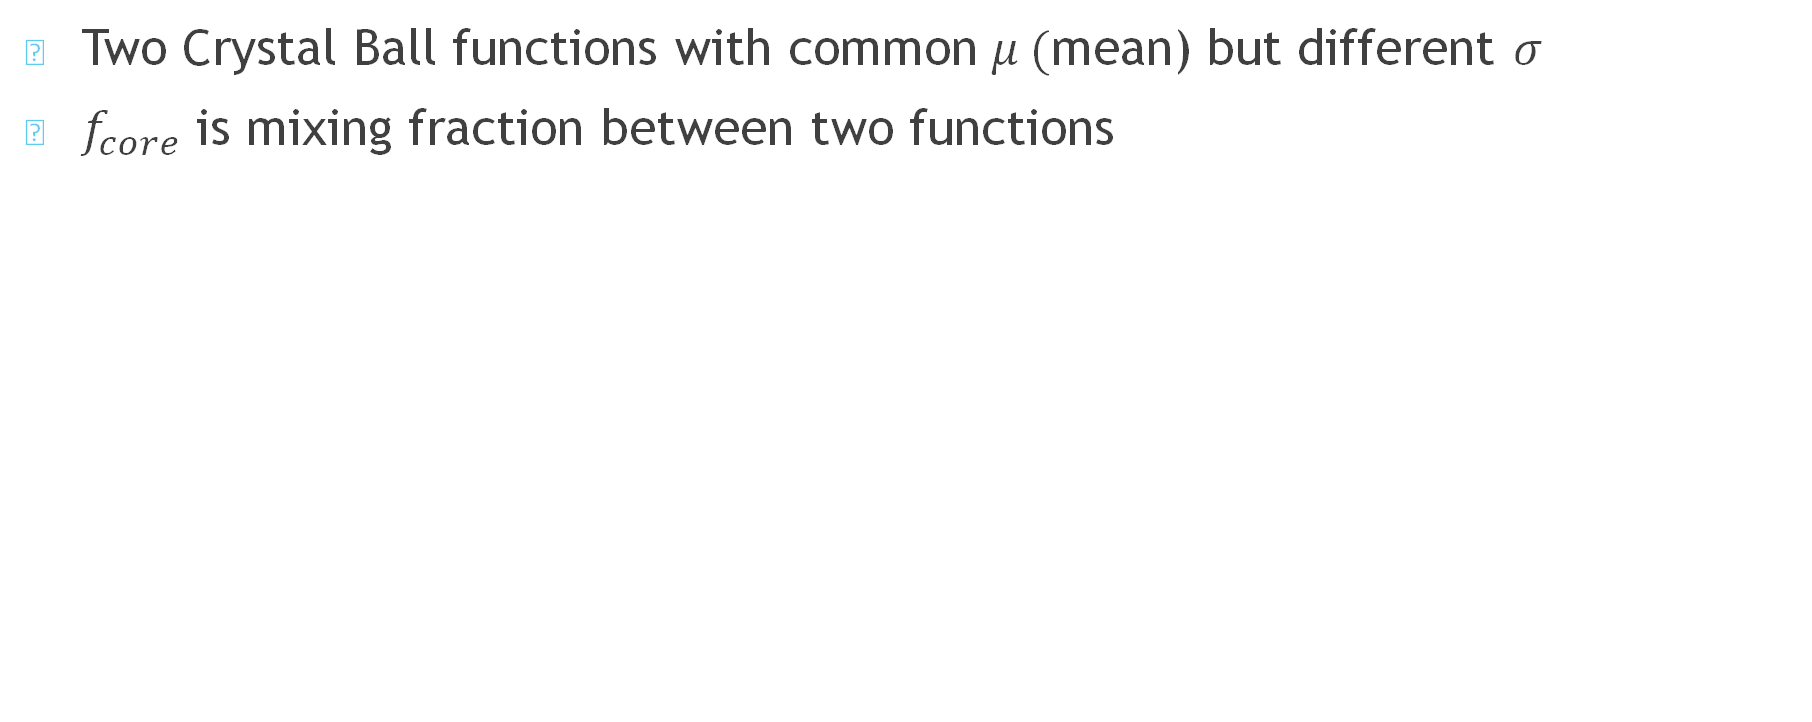 Two Crystal Ball functions with common μ (mean) but different σ
f_core is mixing fraction between two functions